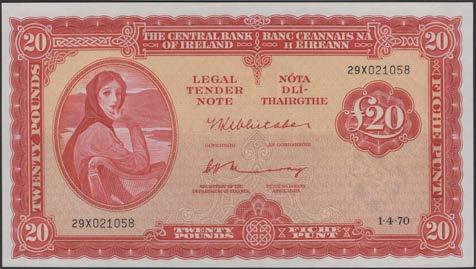 20
THE CENTRAL BANK OF IRELAND
BANC CEANNAIS NA H ÉIREANN
20
29X021058
LEGAL TENDER NOTE
NÓTA DLÍ-THAIRGTHE
TWENTY POUNDS
FICHE PUNT
£20
29X021058
1·4·70
20
TWENTY POUNDS
FICHE PUNT
20